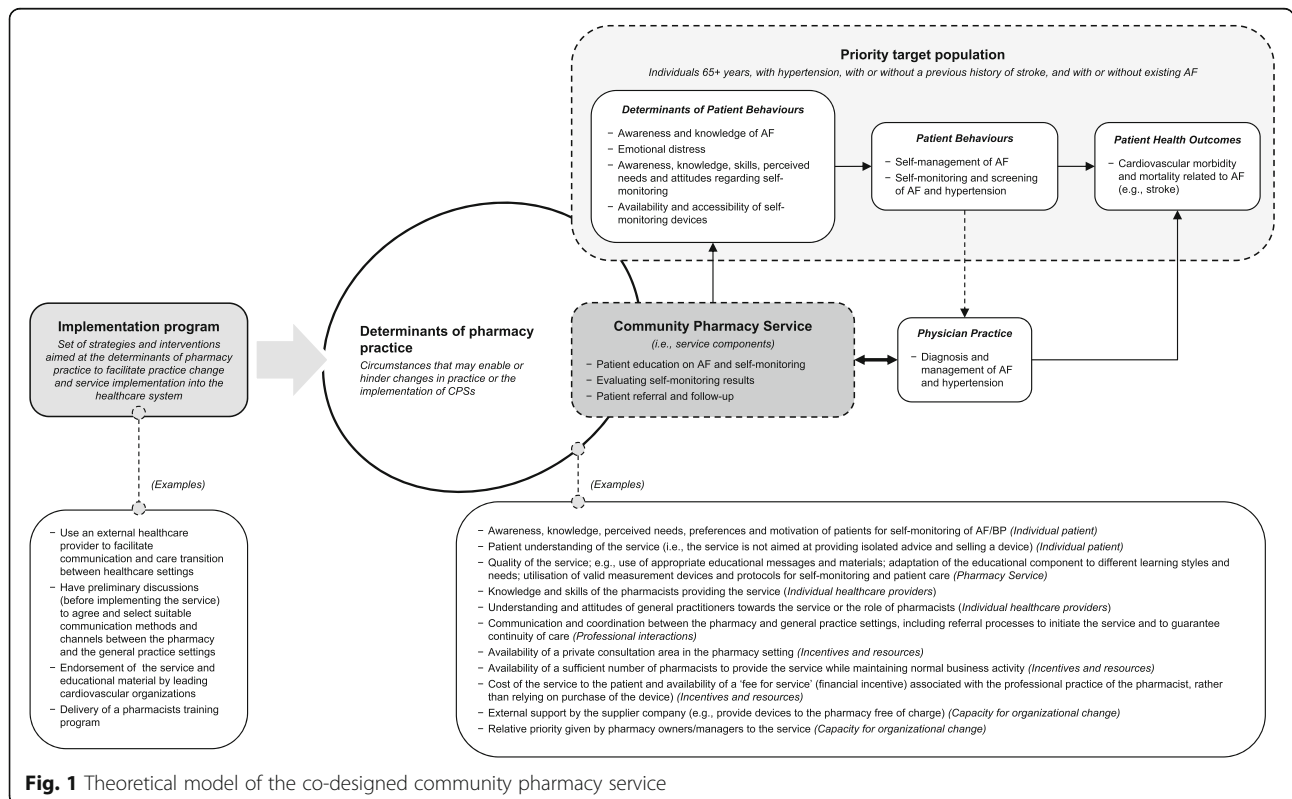 Priority target population
Individuals 65+ years, with hypertension, with or without a previous history of stroke, and with or without existing AF
Determinants of Patient Behaviours
− Awareness and knowledge of AF
− Emotional distress
− Awareness, knowledge, skills, perceived
needs and attitudes regarding self-
monitoring
− Availability and accessibility of self-
monitoring devices
Patient Behaviours
− Self-management of AF
− Self-monitoring and screening
of AF and hypertension
Patient Health Outcomes
− Cardiovascular morbidity
and mortality related to AF
(e.g., stroke)
Implementation program
Set of strategies and interventions
aimed at the determinants of pharmacy
practice to facilitate practice change
and service implementation into the
healthcare system
Determinants of pharmacy
practice
Circumstances that may enable or
hinder changes in practice or the
implementation of CPSs
Community Pharmacy Service
(i.e., service components)
− Patient education on AF and self-monitoring
− Evaluating self-monitoring results
− Patient referral and follow-up
Physician Practice
− Diagnosis and
management of AF
and hypertension
(Examples)
− Use an external healthcare
provider to facilitate
communication and care transition
between healthcare settings
− Have preliminary discussions
(before implementing the service)
to agree and select suitable
communication methods and
channels between the pharmacy
and the general practice settings
− Endorsement of the service and
educational material by leading
cardiovascular organizations
− Delivery of a pharmacists training
program
(Examples)
− Awareness, knowledge, perceived needs, preferences and motivation of patients for self-monitoring of AF/BP (Individual patient)
− Patient understanding of the service (i.e., the service is not aimed at providing isolated advice and selling a device) (Individual patient)
− Quality of the service; e.g., use of appropriate educational messages and materials; adaptation of the educational component to different learning styles and
needs; utilisation of valid measurement devices and protocols for self-monitoring and patient care (Pharmacy Service)
− Knowledge and skills of the pharmacists providing the service (Individual healthcare providers)
− Understanding and attitudes of general practitioners towards the service or the role of pharmacists (Individual healthcare providers)
− Communication and coordination between the pharmacy and general practice settings, including referral processes to initiate the service and to guarantee
continuity of care (Professional interactions)
− Availability of a private consultation area in the pharmacy setting (Incentives and resources)
− Availability of a sufficient number of pharmacists to provide the service while maintaining normal business activity (Incentives and resources)
− Cost of the service to the patient and availability of a 'fee for service' (financial incentive) associated with the professional practice of the pharmacist, rather
than relying on purchase of the device) (Incentives and resources)
− External support by the supplier company (e.g., provide devices to the pharmacy free of charge) (Capacity for organizational change)
− Relative priority given by pharmacy owners/managers to the service (Capacity for organizational change)
Fig. 1 Theoretical model of the co-designed community pharmacy service